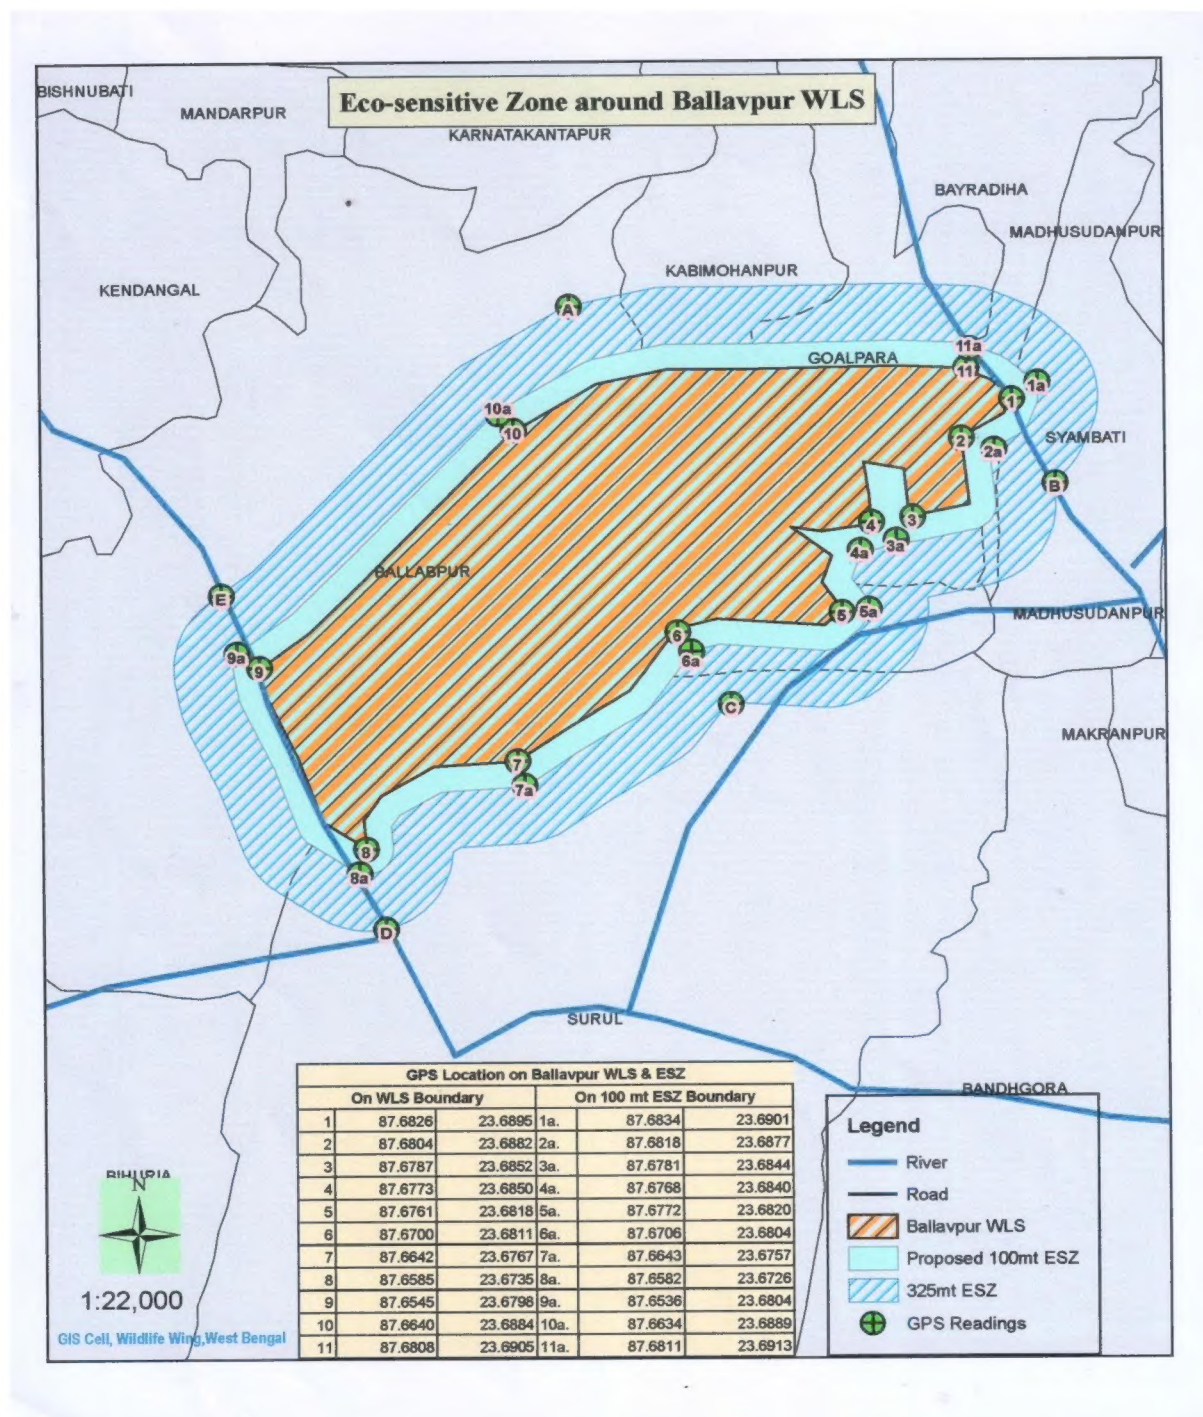 Eco-sensitive Zone around Ballavpur WLS
BISHNUBATI
MANDARPUR
KARNATAKANTAPUR
BAYRADIHA
MADHUSUDANPUR
KABIMOHANPUR
KENDANGAL
A
11a
GOALPARA
11
1a
1
10a
10
2
2a
SYAMBATI
B
4
3
3a
4a
BALLABPUR
E
5
5a
MADHUSUDANPUR
6
6a
9a
9
C
MAKRANPUR
7
7a
8
8a
D
SURUL
BANDHGORA
GPS Location on Ballavpur WLS & ESZ
On WLS Boundary On 100 mt ESZ Boundary
1 87.6826 23.6895 1a. 87.6834 23.6901
2 87.6804 23.6882 2a. 87.6818 23.6877
3 87.6787 23.6852 3a. 87.6781 23.6844
4 87.6773 23.6850 4a. 87.6768 23.6840
5 87.6761 23.6818 5a. 87.6772 23.6820
6 87.6700 23.6811 6a. 87.6706 23.6804
7 87.6642 23.6767 7a. 87.6643 23.6757
8 87.6585 23.6735 8a. 87.6582 23.6726
9 87.6545 23.6798 9a. 87.6536 23.6804
10 87.6640 23.6884 10a. 87.6634 23.6889
11 87.6808 23.6905 11a. 87.6811 23.6913
Legend
River
Road
Ballavpur WLS
Proposed 100mt ESZ
325mt ESZ
GPS Readings
BIHURIA
N
1:22,000
GIS Cell, Wildlife Wing,West Bengal